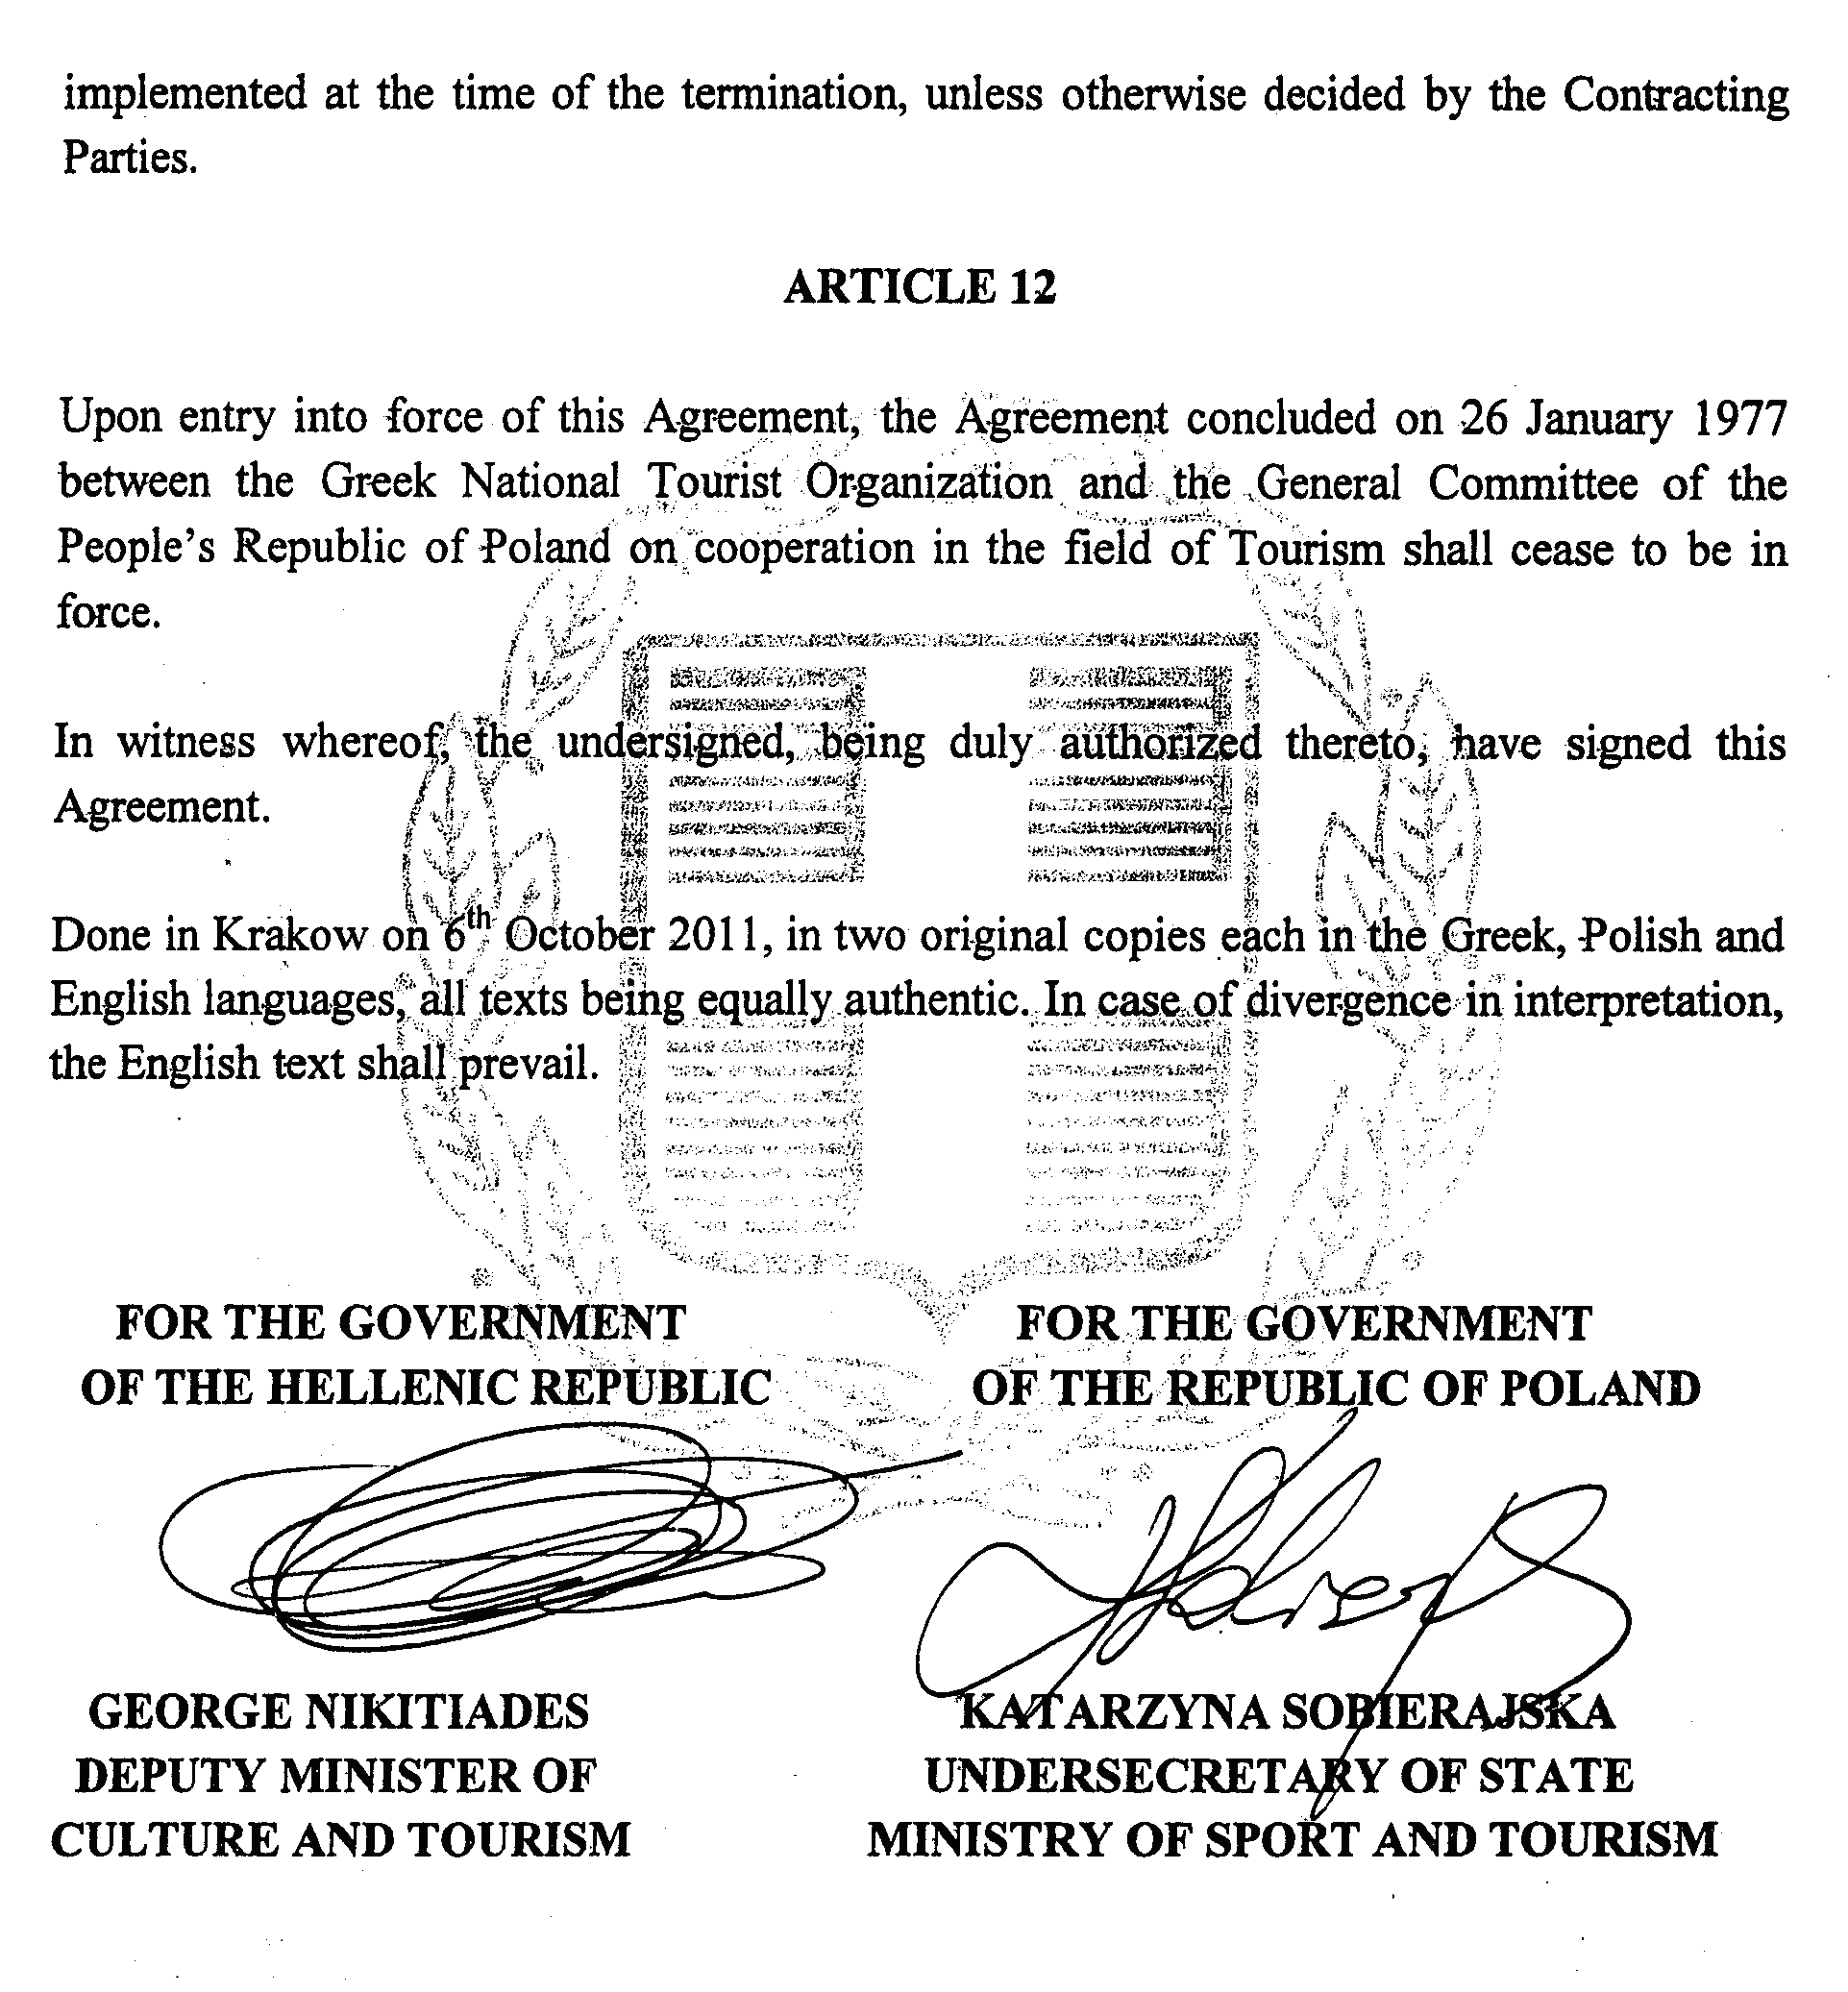 implemented at the time of the termination, unless otherwise decided by the Contracting
Parties.
ARTICLE 12
Upon entry into force of this Agreement, the Agreement concluded on 26 January 1977
between the Greek National Tourist Organization and the General Committee of the
People's Republic of Poland on cooperation in the field of Tourism shall cease to be in
force.
In witness whereof, the undersigned, being duly authorized thereto, have signed this
Agreement.
Done in Krakow on 6th October 2011, in two original copies each in the Greek, Polish and
English languages, all texts being equally authentic. In case of divergence in interpretation,
the English text shall prevail.
FOR THE GOVERNMENT
OF THE HELLENIC REPUBLIC
GEORGE NIKITIADES
DEPUTY MINISTER OF
CULTURE AND TOURISM
FOR THE GOVERNMENT
OF THE REPUBLIC OF POLAND
KATARZYNA SOBIERAJSKA
UNDERSECRETARY OF STATE
MINISTRY OF SPORT AND TOURISM